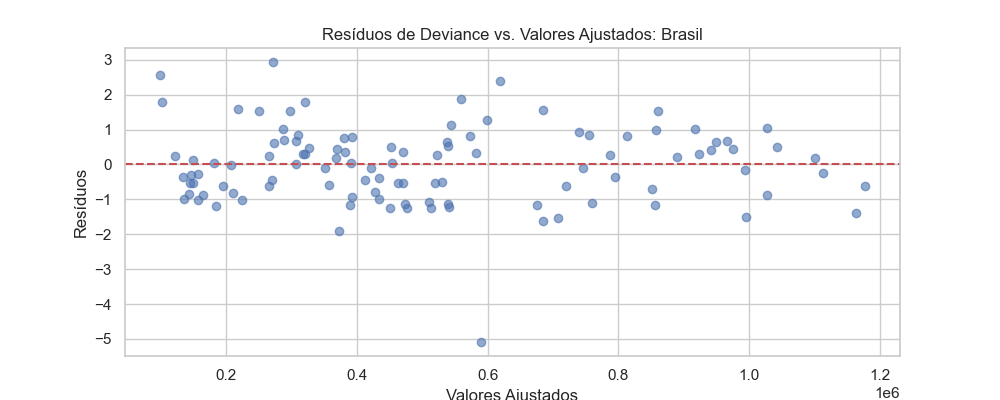 Resíduos de Deviance vs. Valores Ajustados: Brasil
3
2
1
0
−1
−2
−3
−4
−5
Resíduos
0.2 0.4 0.6 0.8 1.0 1.2
1e6
Valores Ajustados